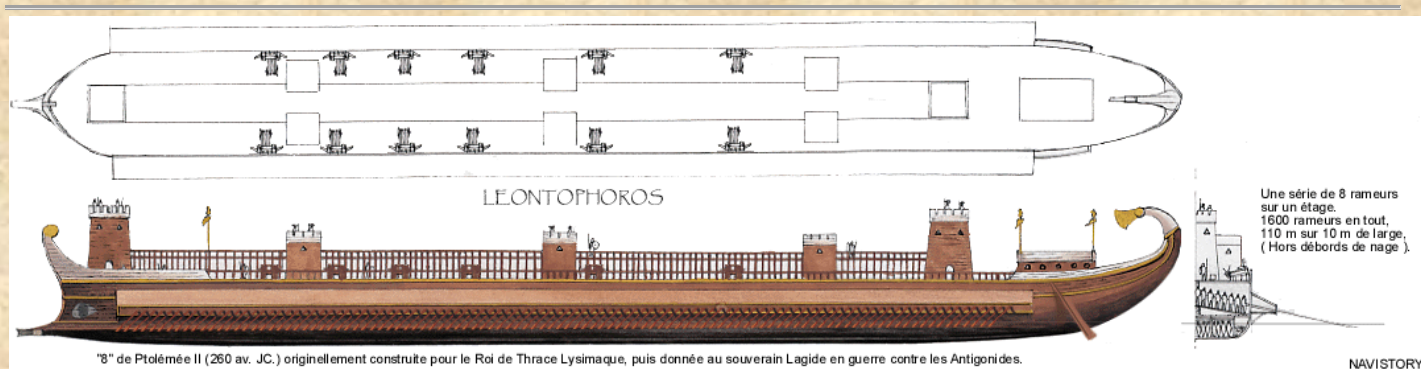 LEONTOPHOROS
Une série de 8 rameurs
sur un étage.
1600 rameurs en tout,
110 m sur 10 m de large,
( Hors débords de nage ).
"8" de Ptolémée II (260 av. JC.) originellement construite pour le Roi de Thrace Lysimaque, puis donnée au souverain Lagide en guerre contre les Antigonides.
NAVISTORY